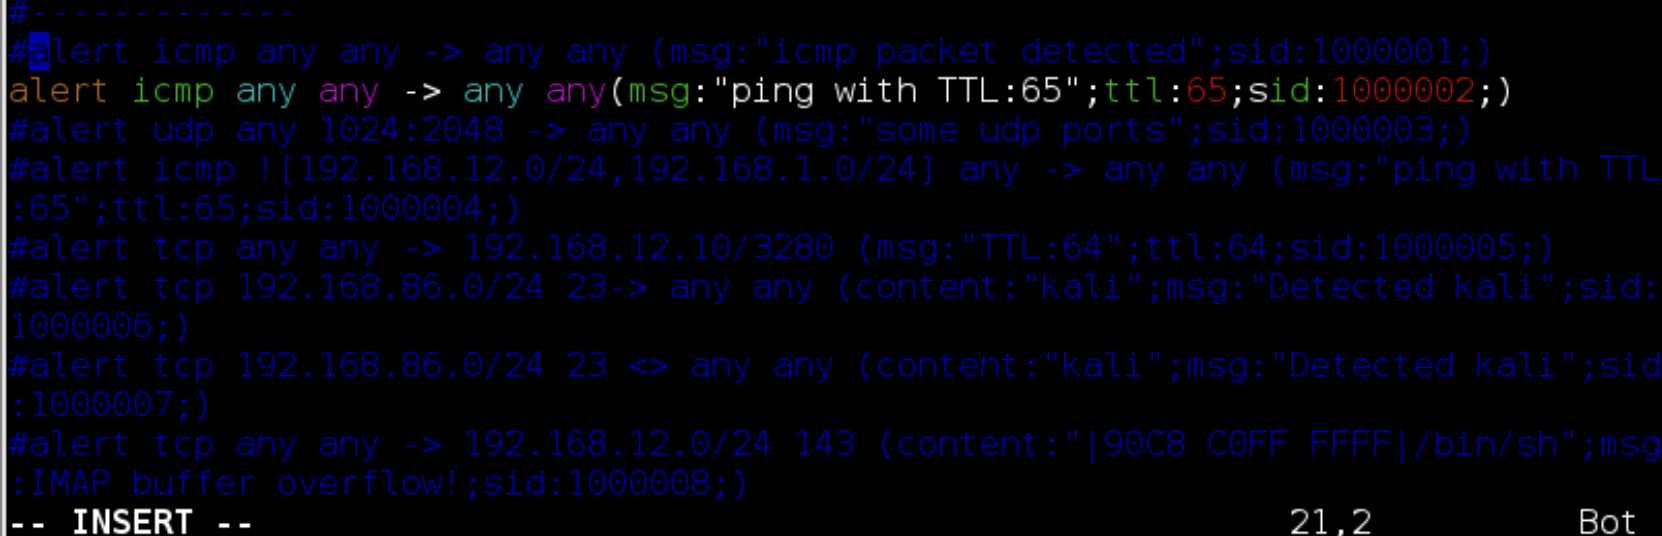 #-------------
#alert icmp any any -> any any (msg:"icmp packet detected";sid:1000001;)
alert icmp any any -> any any(msg:"ping with TTL:65";ttl:65;sid:1000002;)
#alert udp any 1024:2048 -> any any (msg:"some udp ports";sid:1000003;)
#alert icmp ![192.168.12.0/24,192.168.1.0/24] any -> any any (msg:"ping with TTL
:65";ttl:65;sid:1000004;)
#alert tcp any any -> 192.168.12.10/3280 (msg:"TTL:64";ttl:64;sid:1000005;)
#alert tcp 192.168.86.0/24 23-> any any (content:"kali";msg:"Detected kali";sid:
1000006;)
#alert tcp 192.168.86.0/24 23 <> any any (content:"kali";msg:"Detected kali";sid
:1000007;)
#alert tcp any any -> 192.168.12.0/24 143 (content:"|90C8 C0FF FFFF|/bin/sh";msg
:IMAP buffer overflow!;sid:1000008;)
-- INSERT -- 21,2 Bot